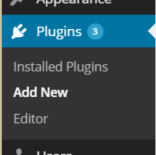 Appearance
Plugins 3
Installed Plugins
Add New
Editor
Users